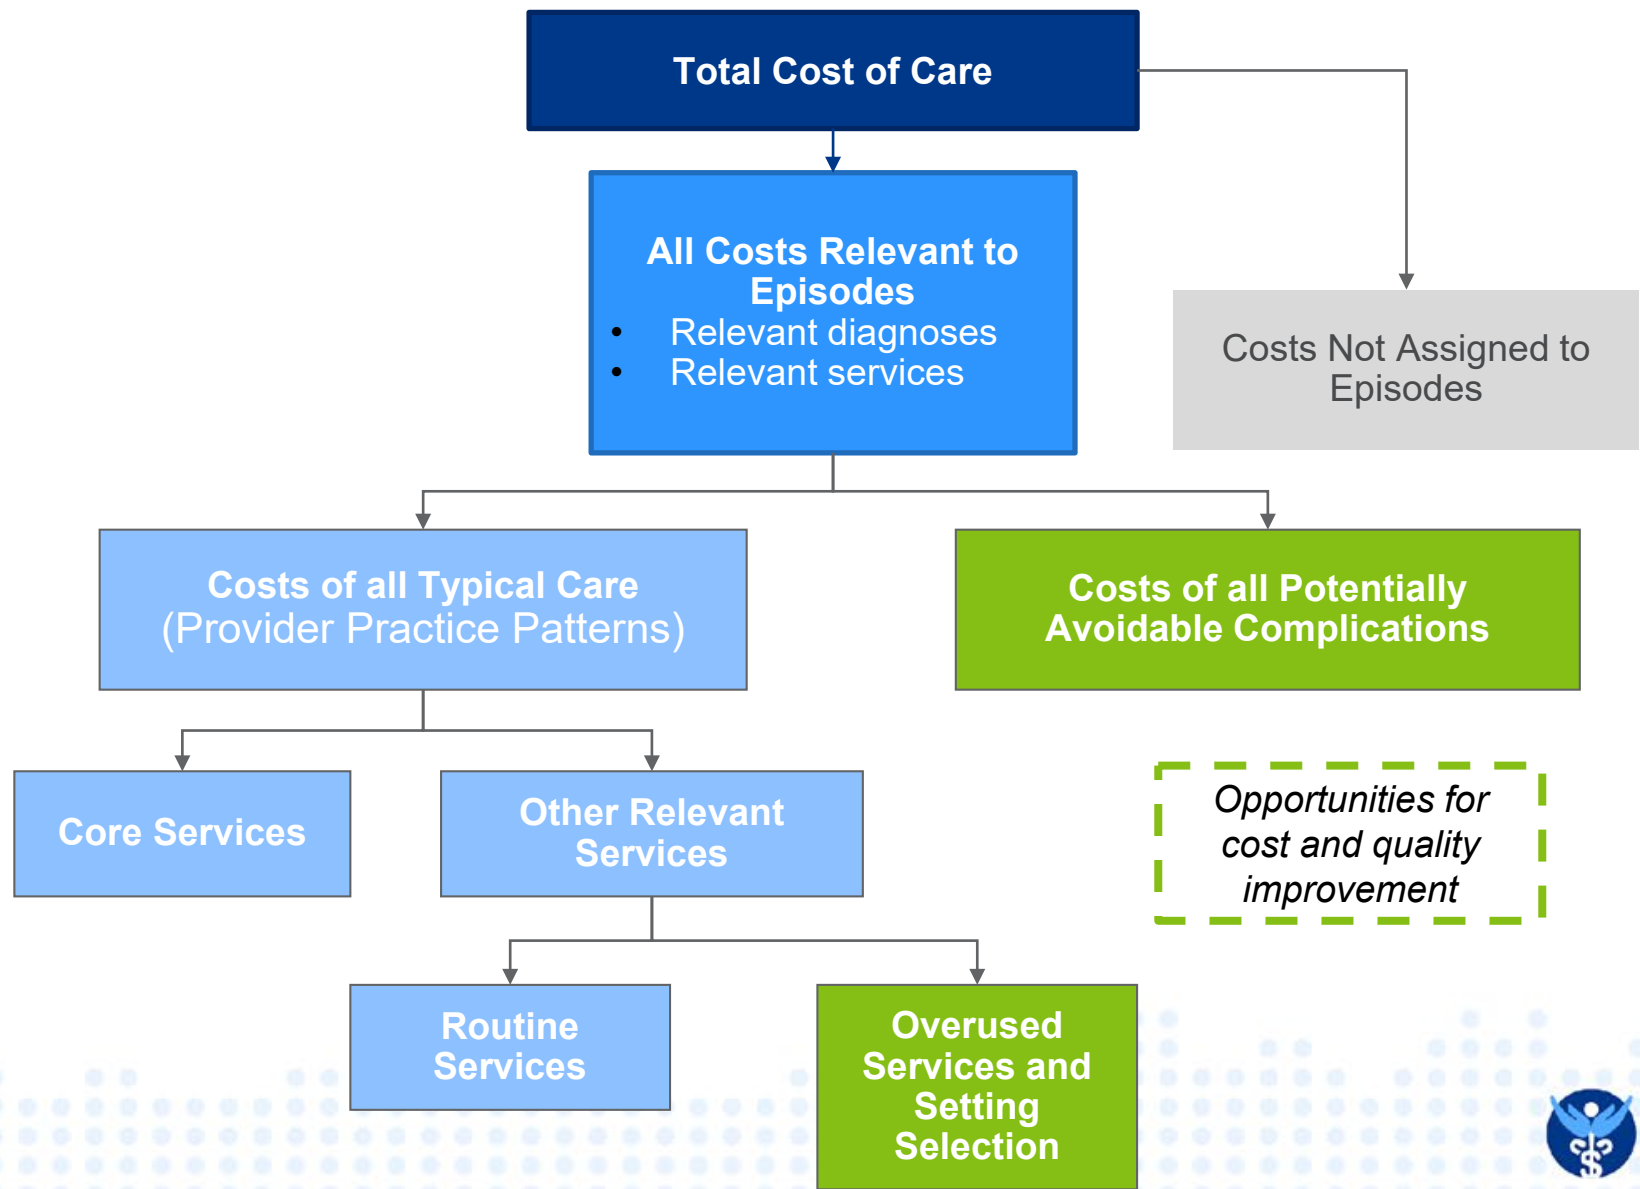 Total Cost of Care
All Costs Relevant to
Episodes
• Relevant diagnoses
• Relevant services
Costs Not Assigned to
Episodes
Costs of all Typical Care
(Provider Practice Patterns)
Costs of all Potentially
Avoidable Complications
Core Services
Other Relevant
Services
Opportunities for
cost and quality
improvement
Routine
Services
Overused
Services and
Setting
Selection